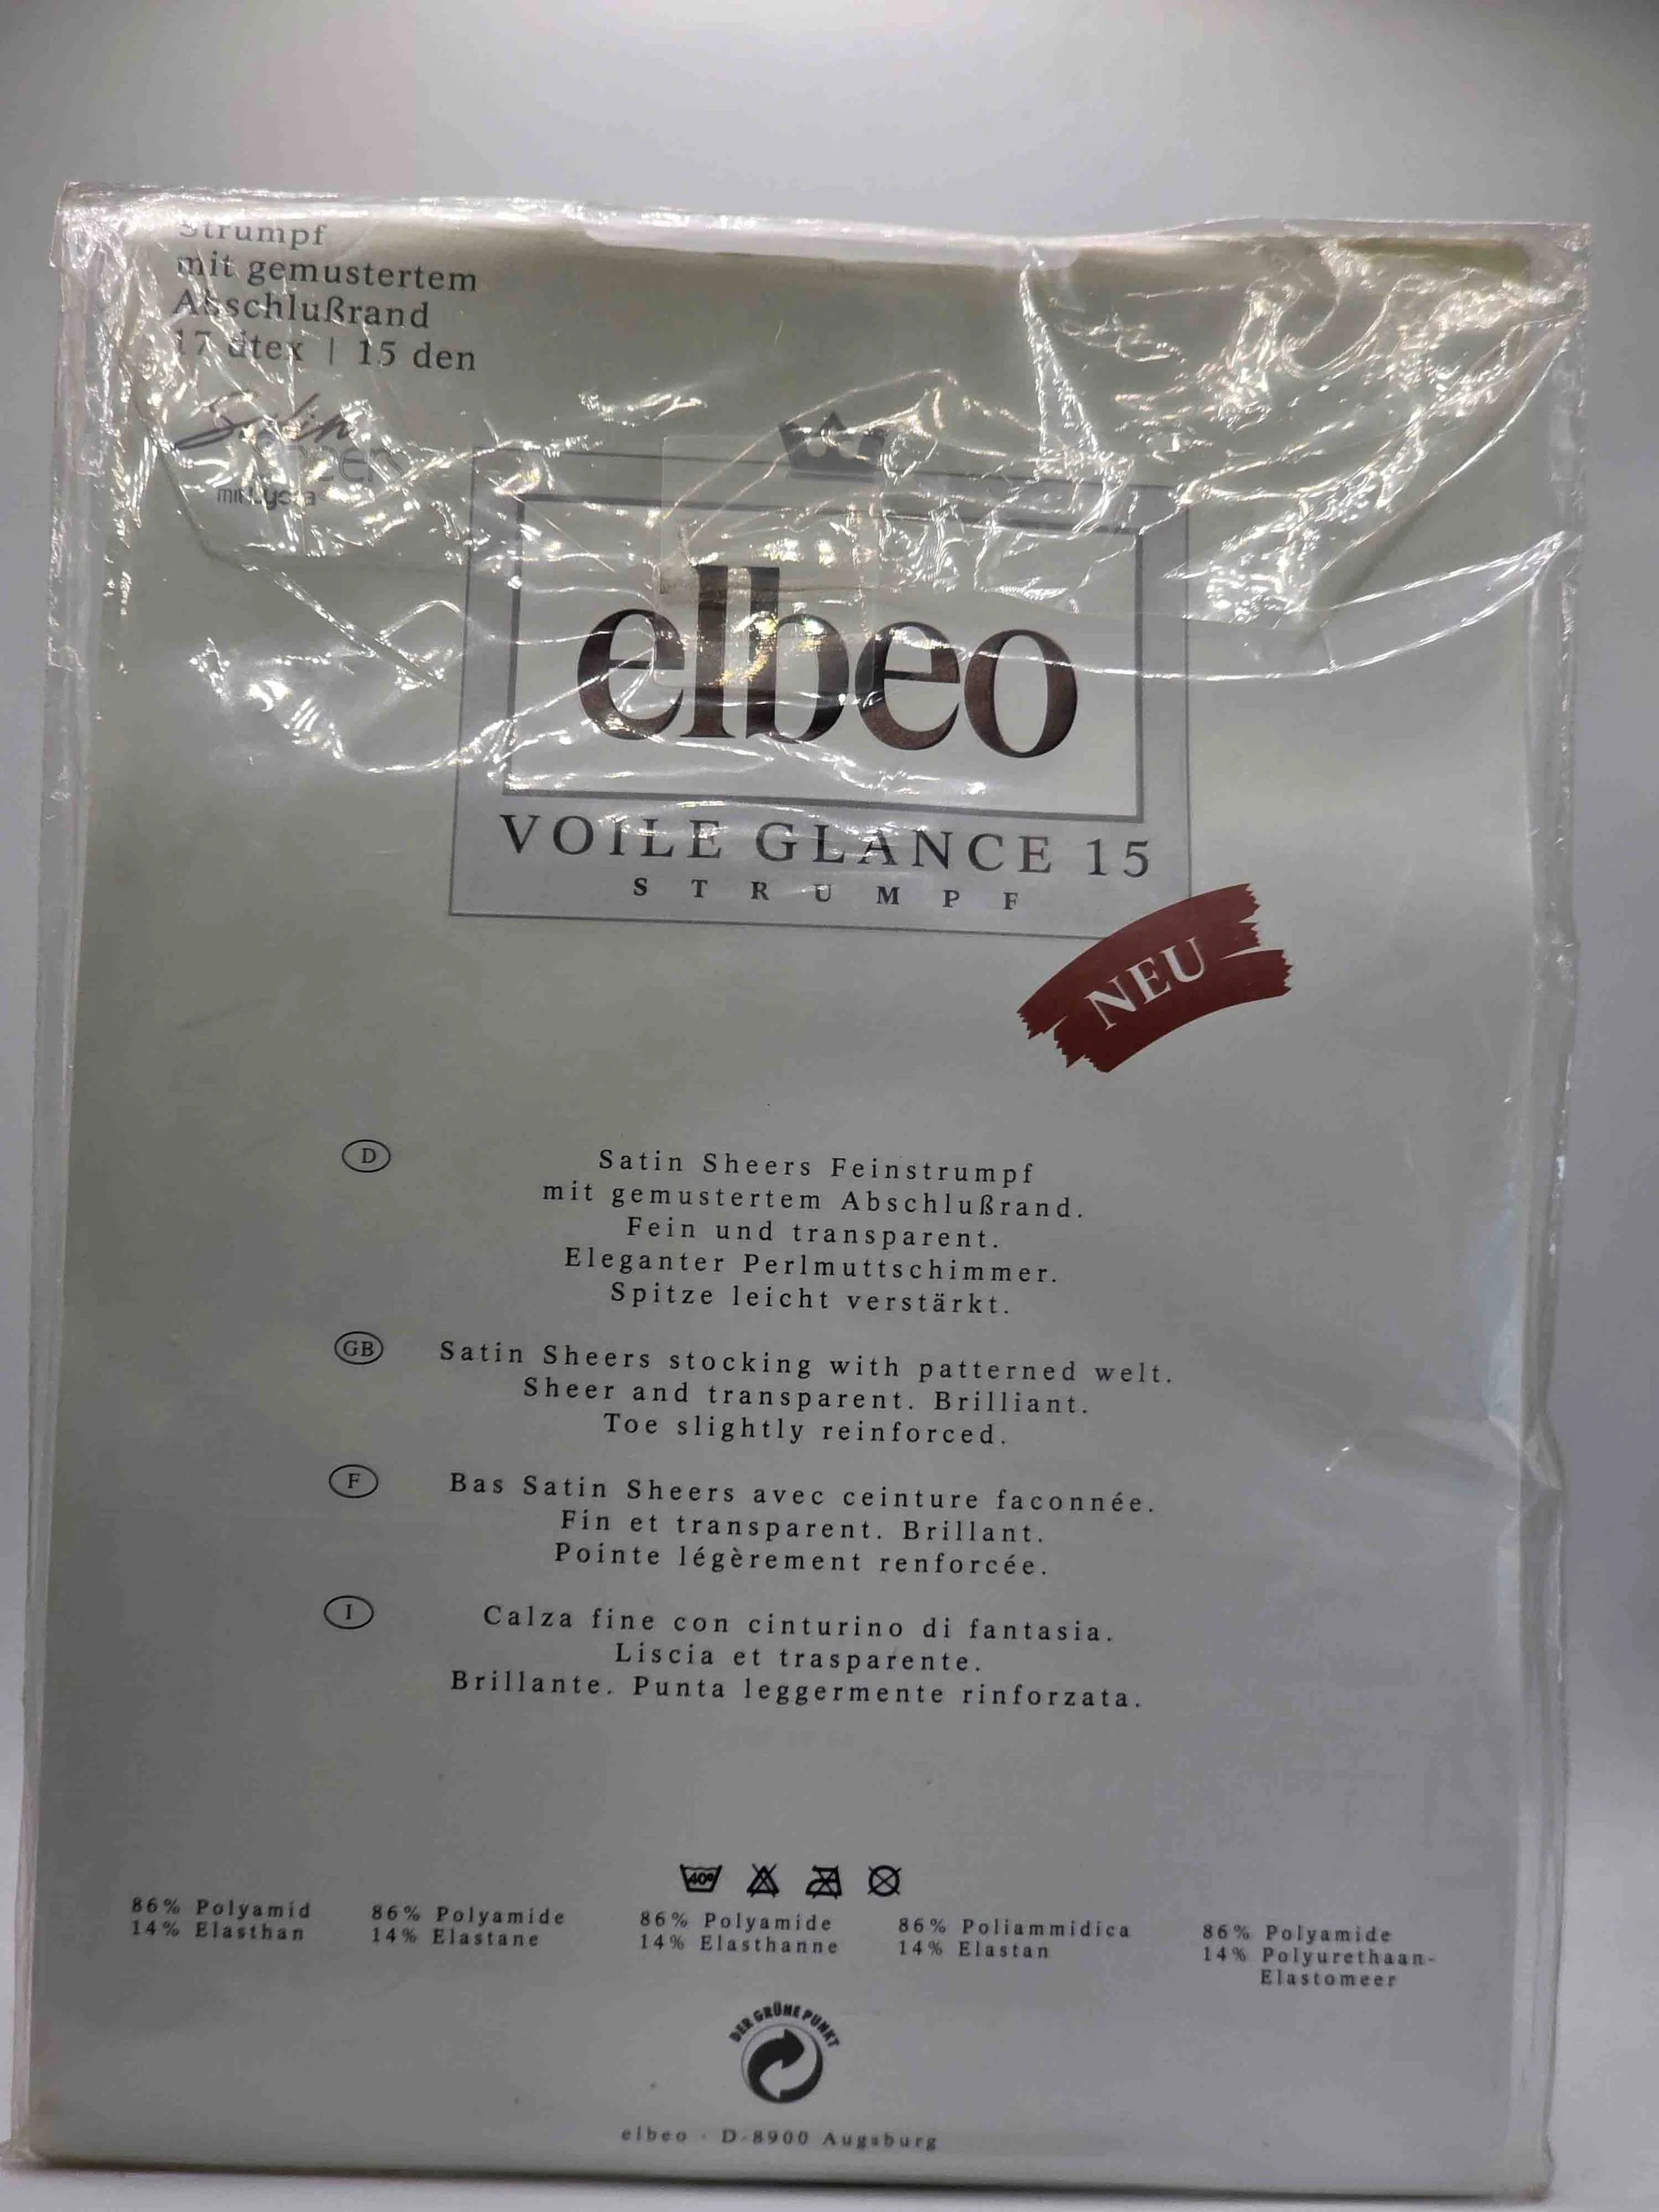 Strumpf
mit gemustertem
Abschlußrand
17 dtex | 15 den
Satin
Sheers
mit Lycra
elbeo
VOILE GLANCE 15
STRUMPF
NEU
D
Satin Sheers Feinstrumpf
mit gemustertem Abschlußrand.
Fein und transparent.
Eleganter Perlmuttschimmer.
Spitze leicht verstärkt.
GB
Satin Sheers stocking with patterned welt.
Sheer and transparent. Brilliant.
Toe slightly reinforced.
F
Bas Satin Sheers avec ceinture faconnée.
Fin et transparent. Brillant.
Pointe légèrement renforcée.
I
Calza fine con cinturino di fantasia.
Liscia et trasparente.
Brillante. Punta leggermente rinforzata.
40°
86% Polyamid
14% Elasthan
86% Polyamide
14% Elastane
86% Polyamide
14% Elasthanne
86% Poliammidica
14% Elastan
86% Polyamide
14% Polyurethaan-
Elastomeer
DER GRÜNE PUNKT
elbeo · D-8900 Augsburg